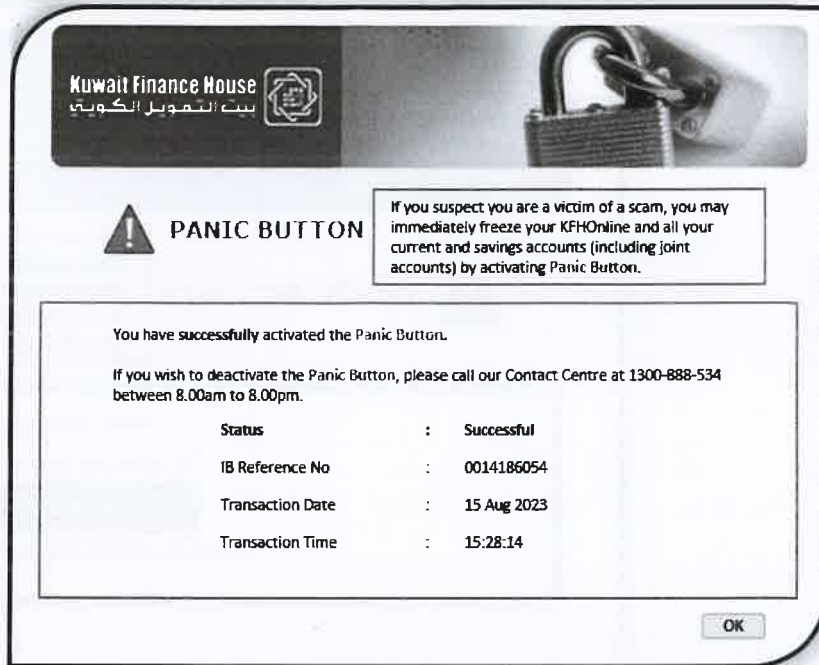 Kuwait Finance House
بيت التمويل الكويتي
PANIC BUTTON
If you suspect you are a victim of a scam, you may
immediately freeze your KFHOnline and all your
current and savings accounts (including joint
accounts) by activating Panic Button.
You have successfully activated the Panic Button.
If you wish to deactivate the Panic Button, please call our Contact Centre at 1300-888-534
between 8.00am to 8.00pm.
Status : Successful
IB Reference No : 0014186054
Transaction Date : 15 Aug 2023
Transaction Time : 15:28:14
OK